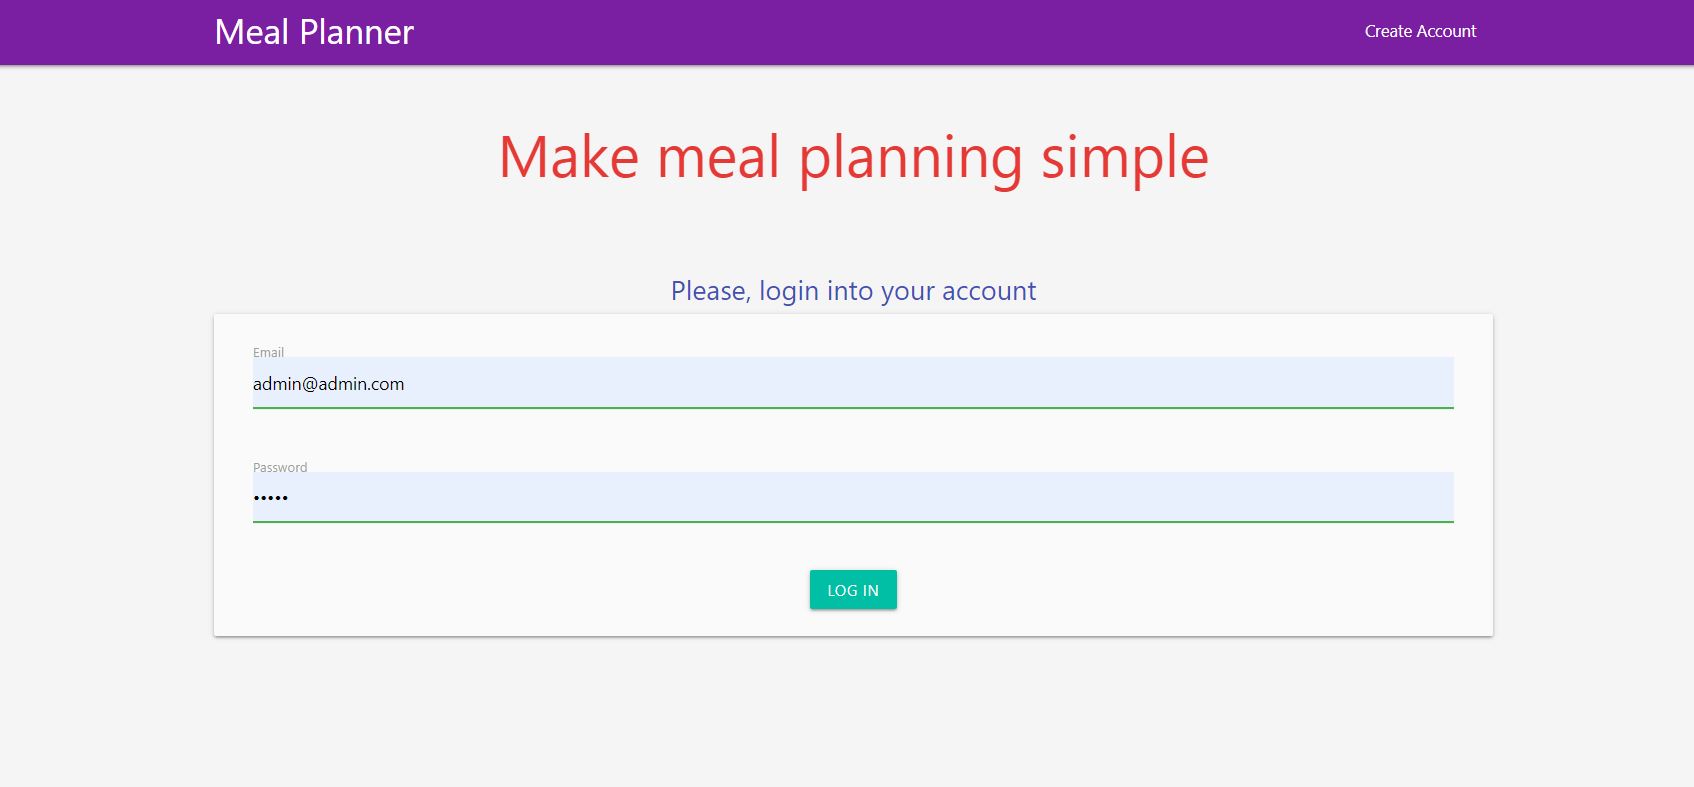 Meal Planner
Create Account
Make meal planning simple
Please, login into your account
Email
admin@admin.com
Password
•••••
LOG IN